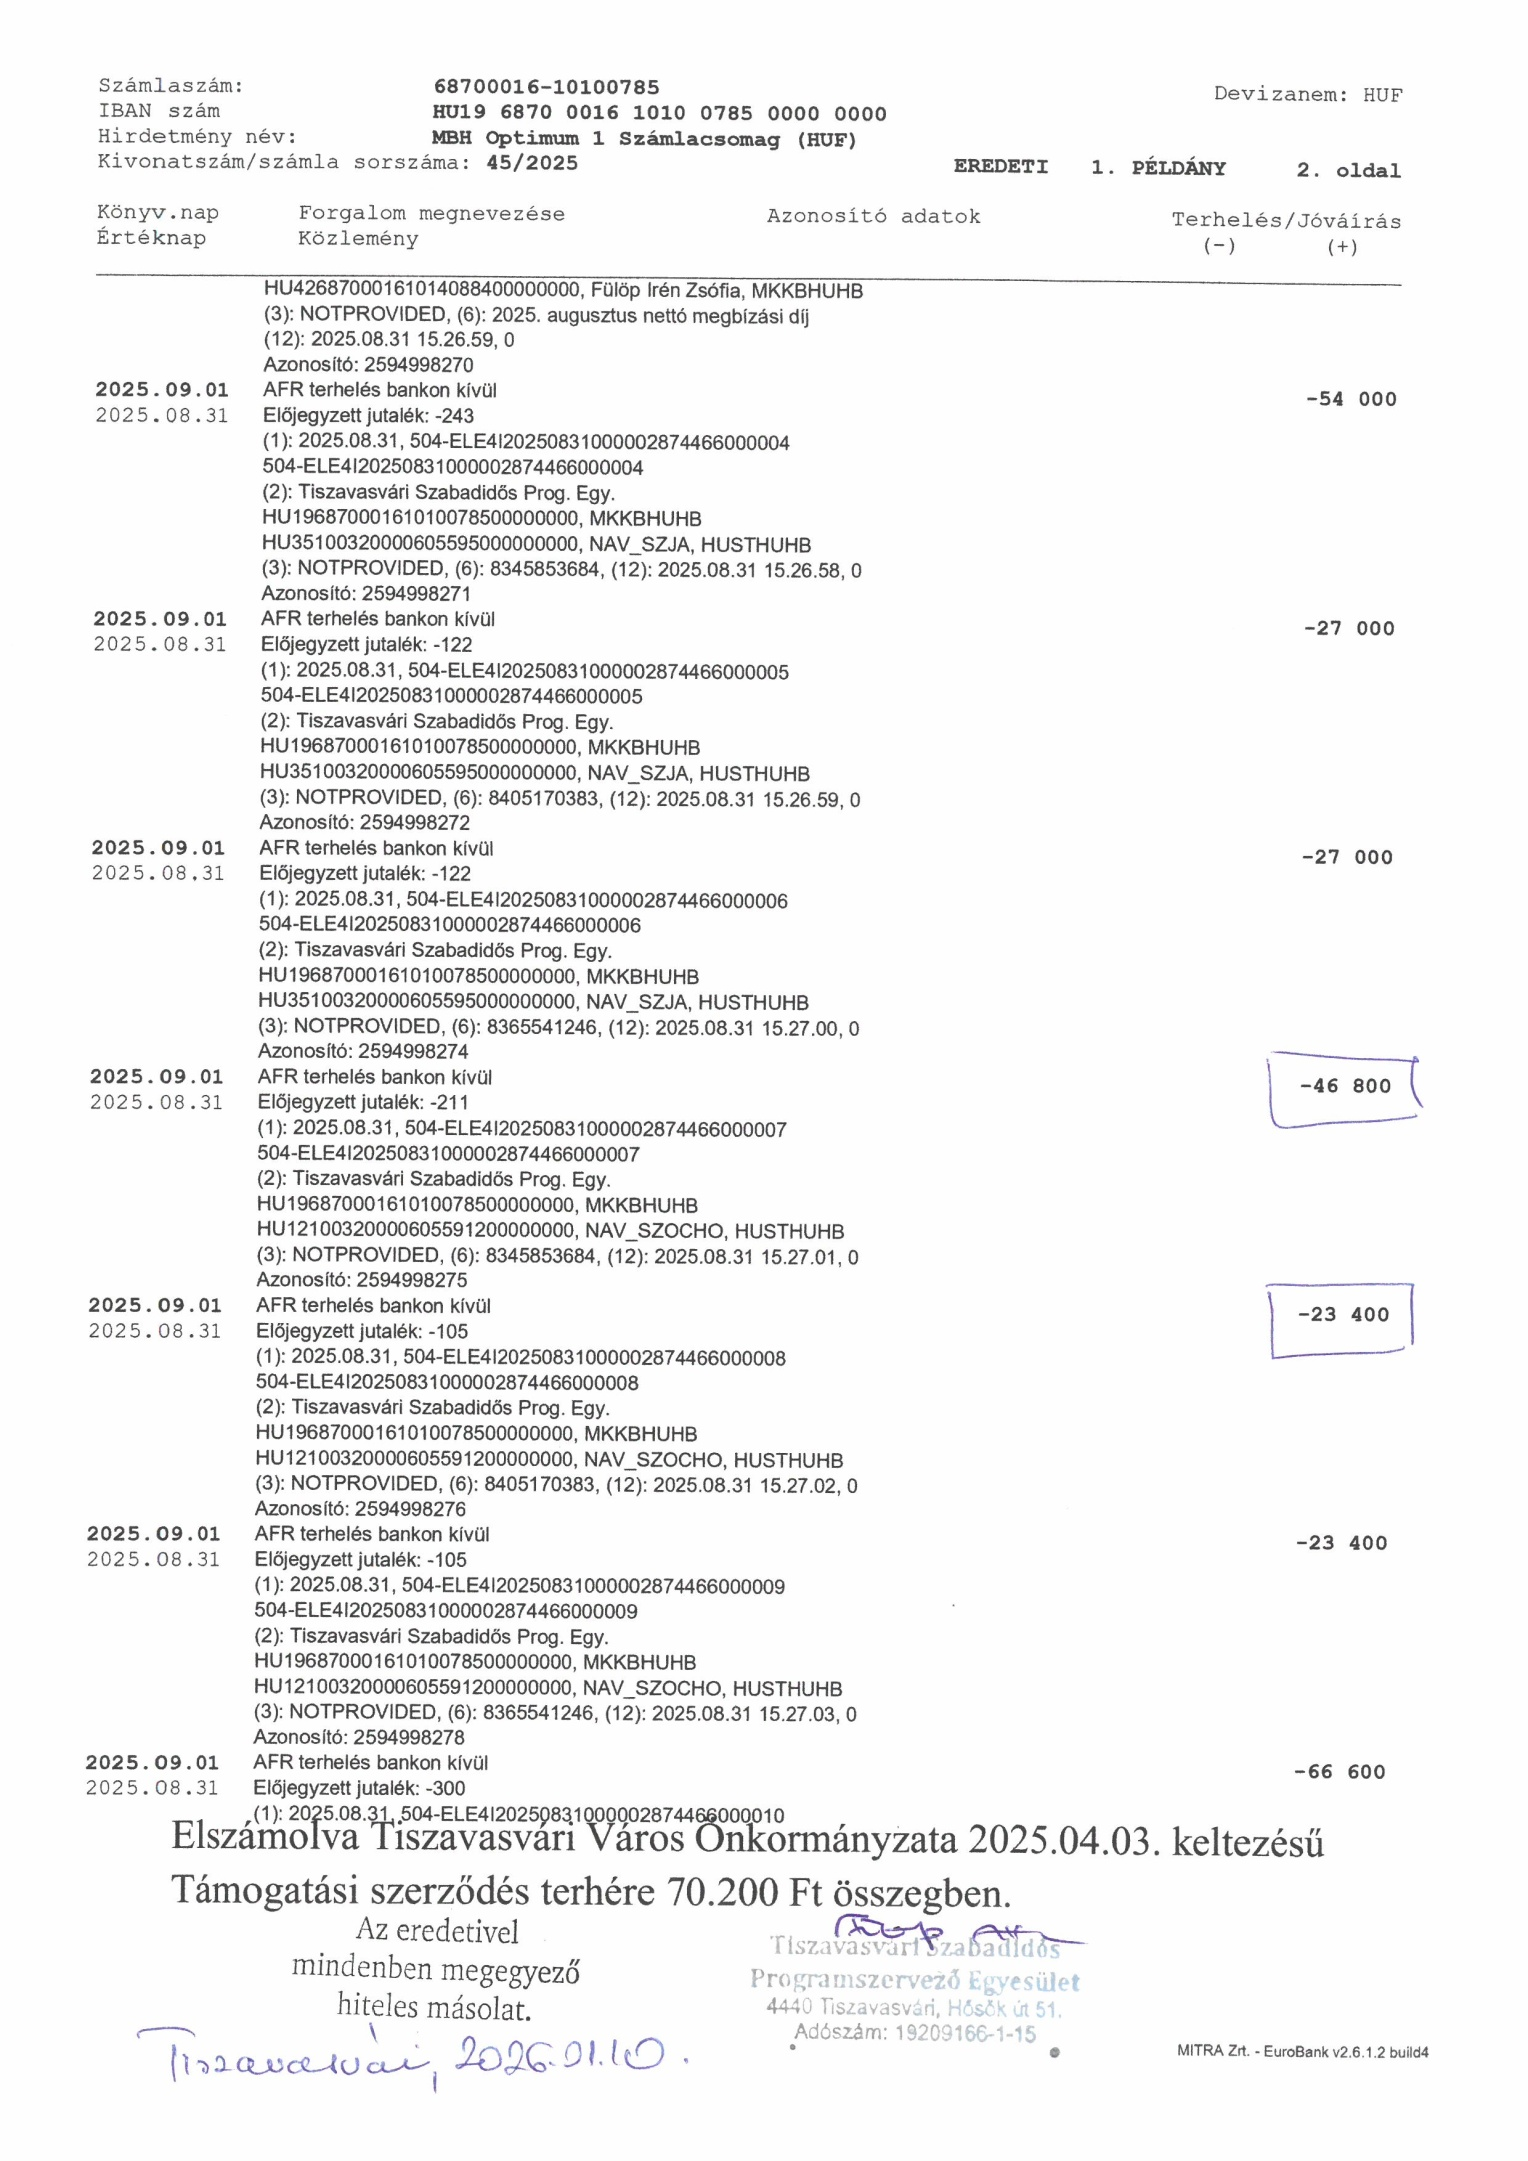 Számlaszám: 68700016-10100785 Devizanem: HUF
IBAN szám HU19 6870 0016 1010 0785 0000 0000
Hirdetmény név: MBH Optimum 1 Számlacsomag (HUF)
Kivonatszám/számla sorszáma: 45/2025 EREDETI 1. PÉLDÁNY 2. oldal
Könyv.nap Forgalom megnevezése Azonosító adatok Terhelés/Jóváírás
Értéknap Közlemény (-) (+)
HU42687000161014088400000000, Fülöp Irén Zsófia, MKKBHUHB
(3): NOTPROVIDED, (6): 2025. augusztus nettó megbízási díj
(12): 2025.08.31 15.26.59, 0
Azonosító: 2594998270
2025.09.01 AFR terhelés bankon kívül -54 000
2025.08.31 Előjegyzett jutalék: -243
(1): 2025.08.31, 504-ELE4I20250831000002874466000004
504-ELE4I20250831000002874466000004
(2): Tiszavasvári Szabadidős Prog. Egy.
HU19687000161010078500000000, MKKBHUHB
HU35100320000605595000000000, NAV_SZJA, HUSTHUHB
(3): NOTPROVIDED, (6): 8345853684, (12): 2025.08.31 15.26.58, 0
Azonosító: 2594998271
2025.09.01 AFR terhelés bankon kívül -27 000
2025.08.31 Előjegyzett jutalék: -122
(1): 2025.08.31, 504-ELE4I20250831000002874466000005
504-ELE4I20250831000002874466000005
(2): Tiszavasvári Szabadidős Prog. Egy.
HU19687000161010078500000000, MKKBHUHB
HU35100320000605595000000000, NAV_SZJA, HUSTHUHB
(3): NOTPROVIDED, (6): 8405170383, (12): 2025.08.31 15.26.59, 0
Azonosító: 2594998272
2025.09.01 AFR terhelés bankon kívül -27 000
2025.08.31 Előjegyzett jutalék: -122
(1): 2025.08.31, 504-ELE4I20250831000002874466000006
504-ELE4I20250831000002874466000006
(2): Tiszavasvári Szabadidős Prog. Egy.
HU19687000161010078500000000, MKKBHUHB
HU35100320000605595000000000, NAV_SZJA, HUSTHUHB
(3): NOTPROVIDED, (6): 8365541246, (12): 2025.08.31 15.27.00, 0
Azonosító: 2594998274
2025.09.01 AFR terhelés bankon kívül -46 800
2025.08.31 Előjegyzett jutalék: -211
(1): 2025.08.31, 504-ELE4I20250831000002874466000007
504-ELE4I20250831000002874466000007
(2): Tiszavasvári Szabadidős Prog. Egy.
HU19687000161010078500000000, MKKBHUHB
HU12100320000605591200000000, NAV_SZOCHO, HUSTHUHB
(3): NOTPROVIDED, (6): 8345853684, (12): 2025.08.31 15.27.01, 0
Azonosító: 2594998275
2025.09.01 AFR terhelés bankon kívül -23 400
2025.08.31 Előjegyzett jutalék: -105
(1): 2025.08.31, 504-ELE4I20250831000002874466000008
504-ELE4I20250831000002874466000008
(2): Tiszavasvári Szabadidős Prog. Egy.
HU19687000161010078500000000, MKKBHUHB
HU12100320000605591200000000, NAV_SZOCHO, HUSTHUHB
(3): NOTPROVIDED, (6): 8405170383, (12): 2025.08.31 15.27.02, 0
Azonosító: 2594998276
2025.09.01 AFR terhelés bankon kívül -23 400
2025.08.31 Előjegyzett jutalék: -105
(1): 2025.08.31, 504-ELE4I20250831000002874466000009
504-ELE4I20250831000002874466000009
(2): Tiszavasvári Szabadidős Prog. Egy.
HU19687000161010078500000000, MKKBHUHB
HU12100320000605591200000000, NAV_SZOCHO, HUSTHUHB
(3): NOTPROVIDED, (6): 8365541246, (12): 2025.08.31 15.27.03, 0
Azonosító: 2594998278
2025.09.01 AFR terhelés bankon kívül -66 600
2025.08.31 Előjegyzett jutalék: -300
(1): 2025.08.31, 504-ELE4I20250831000002874466000010
Elszámolva Tiszavasvári Város Önkormányzata 2025.04.03. keltezésű
Támogatási szerződés terhére 70.200 Ft összegben.
Az eredetivel
mindenben megegyező
hiteles másolat.
Tiszavasvári Szabadidős
Programszervező Egyesület
4440 Tiszavasvári, Hősök út 51.
Adószám: 19209166-1-15
Tiszavasvári, 2026.01.10.
MITRA Zrt. - EuroBank v2.6.1.2 build4